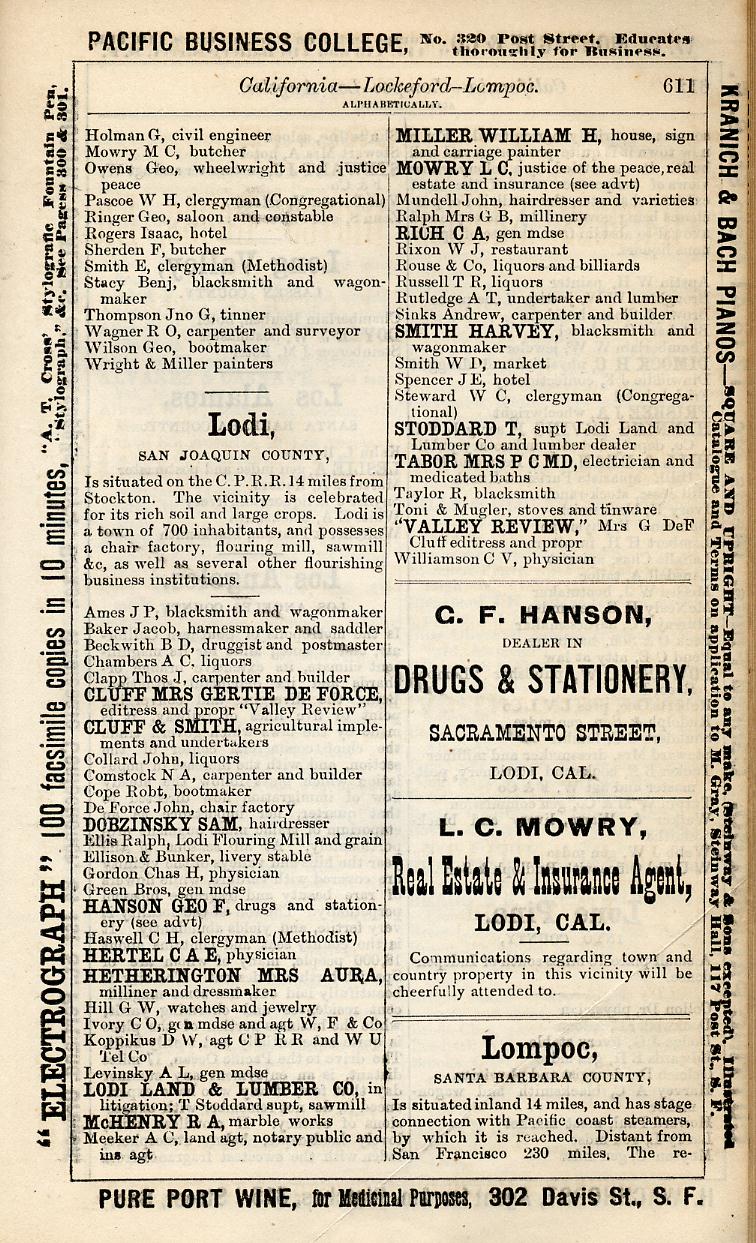 PACIFIC BUSINESS COLLEGE, No. 320 Post Street. Educates
thoroughly for Business.
California—Lockeford–Lompoc. 611
ALPHABETICALLY.
Holman G, civil engineer
Mowry M C, butcher
Owens Geo, wheelwright and justice
peace
Pascoe W H, clergyman (Congregational)
Ringer Geo, saloon and constable
Rogers Isaac, hotel
Sherden F, butcher
Smith E, clergyman (Methodist)
Stacy Benj, blacksmith and wagon-
maker
Thompson Jno G, tinner
Wagner R O, carpenter and surveyor
Wilson Geo, bootmaker
Wright & Miller painters
Lodi,
SAN JOAQUIN COUNTY,
Is situated on the C. P. R. R. 14 miles from
Stockton. The vicinity is celebrated
for its rich soil and large crops. Lodi is
a town of 700 inhabitants, and possesses
a chair factory, flouring mill, sawmill
&c, as well as several other flourishing
business institutions.
Ames J P, blacksmith and wagonmaker
Baker Jacob, harnessmaker and saddler
Beckwith B D, druggist and postmaster
Chambers A C, liquors
Clapp Thos J, carpenter and builder
CLUFF MRS GERTIE DE FORCE,
editress and propr "Valley Review"
CLUFF & SMITH, agricultural imple-
ments and undertakers
Collard John, liquors
Comstock N A, carpenter and builder
Cope Robt, bootmaker
De Force John, chair factory
DOBZINSKY SAM, hairdresser
Ellis Ralph, Lodi Flouring Mill and grain
Ellison & Bunker, livery stable
Gordon Chas H, physician
Green Bros, gen mdse
HANSON GEO F, drugs and station-
ery (see advt)
Haswell C H, clergyman (Methodist)
HERTEL C A E, physician
HETHERINGTON MRS AURA,
milliner and dressmaker
Hill G W, watches and jewelry
Ivory C O, gen mdse and agt W, F & Co
Koppikus D W, agt C P R R and W U
Tel Co
Levinsky A L, gen mdse
LODI LAND & LUMBER CO, in
litigation; T Stoddard supt, sawmill
McHENRY R A, marble works
Meeker A C, land agt, notary public and
ins agt
MILLER WILLIAM H, house, sign
and carriage painter
MOWRY L C, justice of the peace, real
estate and insurance (see advt)
Mundell John, hairdresser and varieties
Ralph Mrs G B, millinery
RICH C A, gen mdse
Rixon W J, restaurant
Rouse & Co, liquors and billiards
Russell T R, liquors
Rutledge A T, undertaker and lumber
Sinks Andrew, carpenter and builder
SMITH HARVEY, blacksmith and
wagonmaker
Smith W D, market
Spencer J E, hotel
Steward W C, clergyman (Congrega-
tional)
STODDARD T, supt Lodi Land and
Lumber Co and lumber dealer
TABOR MRS P C MD, electrician and
medicated baths
Taylor R, blacksmith
Toni & Mugler, stoves and tinware
"VALLEY REVIEW," Mrs G DeF
Cluff editress and propr
Williamson C V, physician
C. F. HANSON,
DEALER IN
DRUGS & STATIONERY,
SACRAMENTO STREET,
LODI, CAL.
L. C. MOWRY,
Real Estate & Insurance Agent,
LODI, CAL.
Communications regarding town and
country property in this vicinity will be
cheerfully attended to.
Lompoc,
SANTA BARBARA COUNTY,
Is situated inland 14 miles, and has stage
connection with Pacific coast steamers,
by which it is reached. Distant from
San Francisco 230 miles. The re-
"ELECTROGRAPH" 100 facsimile copies in 10 minutes, "A. T. Cross' Stylografic Fountain Pen,
"Stylograph," &c. See Pages 300 & 301.
KRANICH & BACH PIANOS—SQUARE AND UPRIGHT—Equal to any make, (Steinway & Sons excepted), Illustrated
Catalogue and Terms on application to M. Gray, Steinway Hall, 117 Post St., S. F.
PURE PORT WINE, for Medicinal Purposes, 302 Davis St., S. F.